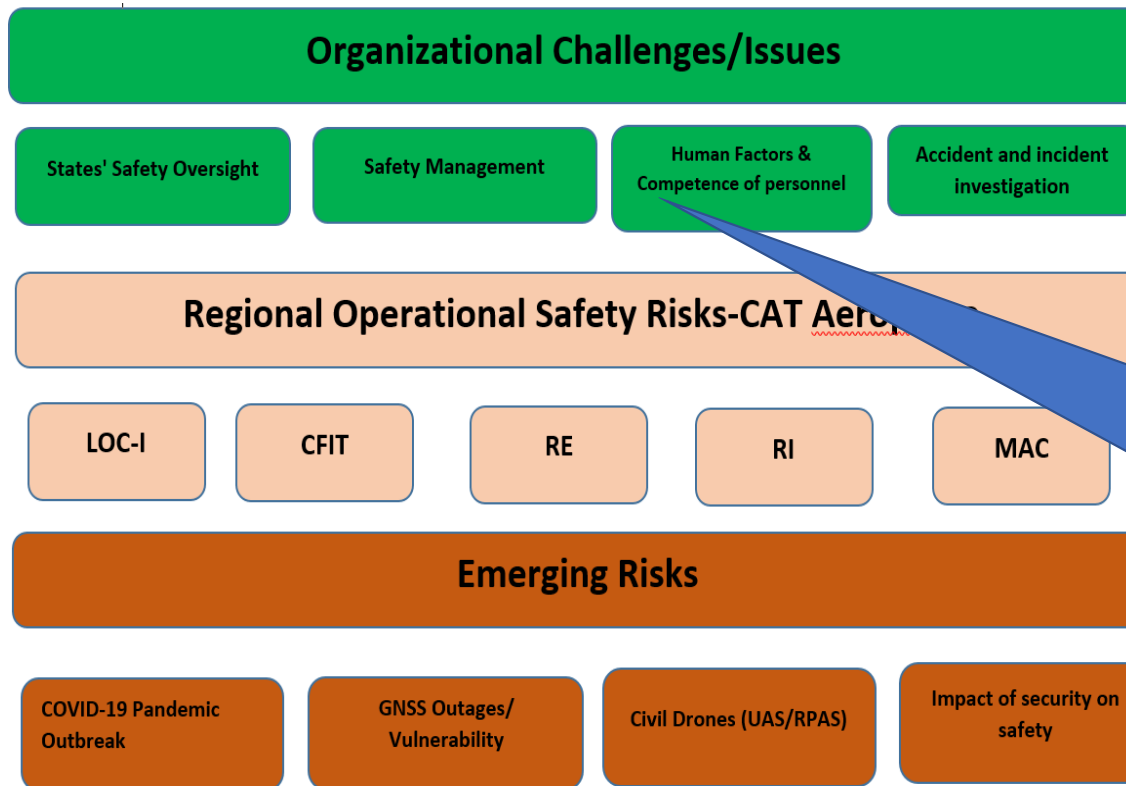 Organizational Challenges/Issues
States' Safety Oversight
Safety Management
Human Factors &
Competence of personnel
Accident and incident
investigation
Regional Operational Safety Risks-CAT
LOC-I
CFIT
RE
RI
MAC
Emerging Risks
COVID-19 Pandemic
Outbreak
GNSS Outages/
Vulnerability
Civil Drones (UAS/RPAS)
Impact of security on
safety